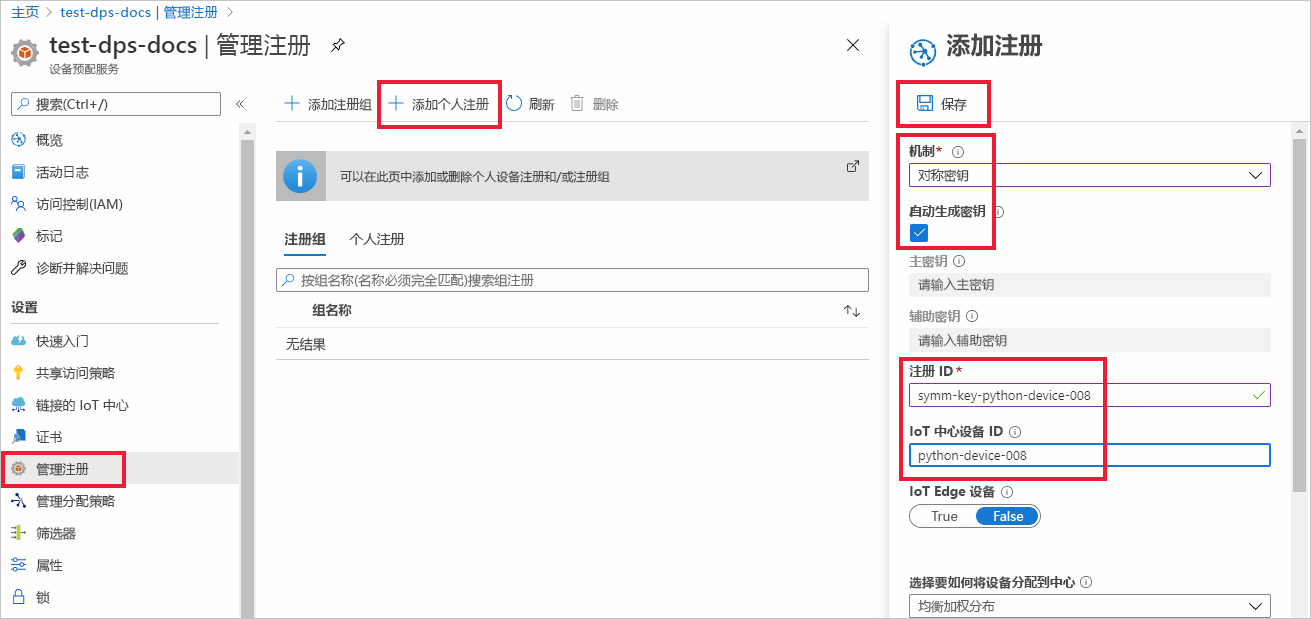 主页 > test-dps-docs | 管理注册 >
test-dps-docs | 管理注册
设备预配服务
搜索(Ctrl+/)
概览
活动日志
访问控制(IAM)
标记
诊断并解决问题
设置
快速入门
共享访问策略
链接的 IoT 中心
证书
管理注册
管理分配策略
筛选器
属性
锁
添加注册组 添加个人注册 刷新 删除
可以在此页中添加或删除个人设备注册和/或注册组
注册组 个人注册
按组名称(名称必须完全匹配)搜索组注册
组名称
无结果
添加注册
保存
机制*
对称密钥
自动生成密钥
主密钥
请输入主密钥
辅助密钥
请输入辅助密钥
注册 ID*
symm-key-python-device-008
IoT 中心设备 ID
python-device-008
IoT Edge 设备
True False
选择要如何将设备分配到中心
均衡加权分布